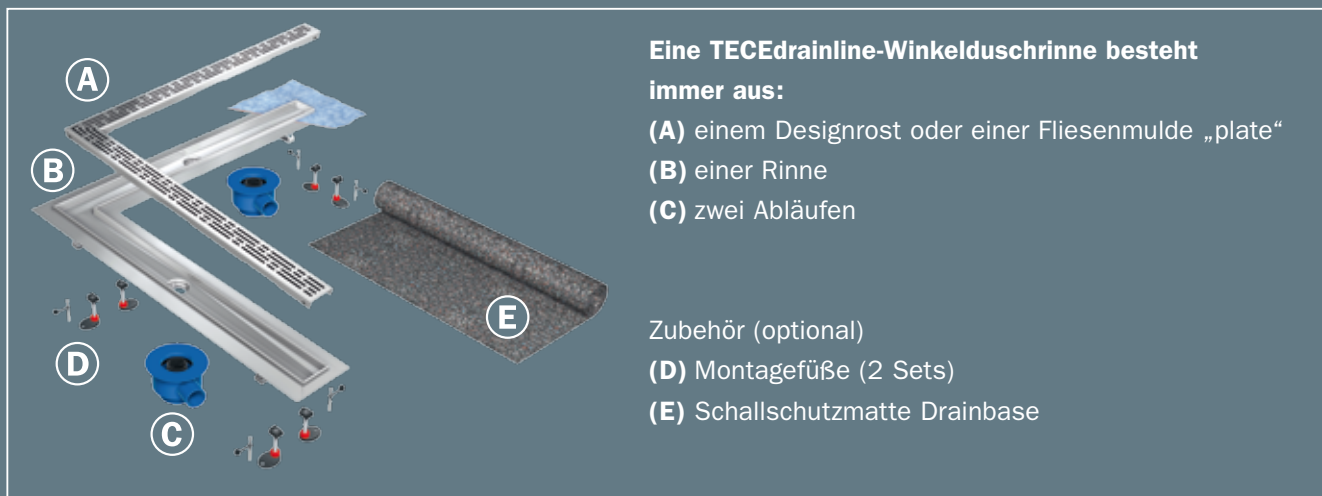 Eine TECEdrainline-Winkelduschrinne besteht
immer aus:
(A) einem Designrost oder einer Fliesenmulde „plate“
(B) einer Rinne
(C) zwei Abläufen
Zubehör (optional)
(D) Montagefüße (2 Sets)
(E) Schallschutzmatte Drainbase
A
B
E
D
C